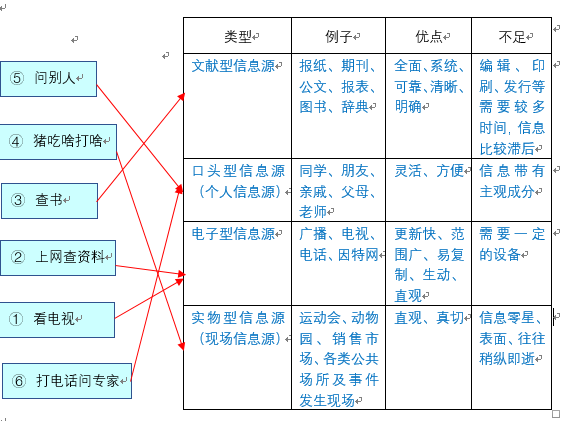 类型
例子
优点
不足
⑤ 问别人
④ 猪吃啥打啥
③ 查书
② 上网查资料
① 看电视
⑥ 打电话问专家
文献型信息源
报纸、期刊、
公文、报表、
图书、辞典
全面、系统、
可靠、清晰、
明确
编辑、印
刷、发行等
需要较多
时间，信息
比较滞后
口头型信息源
（个人信息源）
同学、朋友、
亲戚、父母、
老师
灵活、方便
信息带有
主观成分
电子型信息源
广播、电视、
电话、因特网
更新快、范
围广、易复
制、生动、
直观
需要一定
的设备
实物型信息源
（现场信息源）
运动会、动物
园、销售市
场、各类公共
场所及事件
发生现场
直观、真切
信息零星、
表面、往往
稍纵即逝